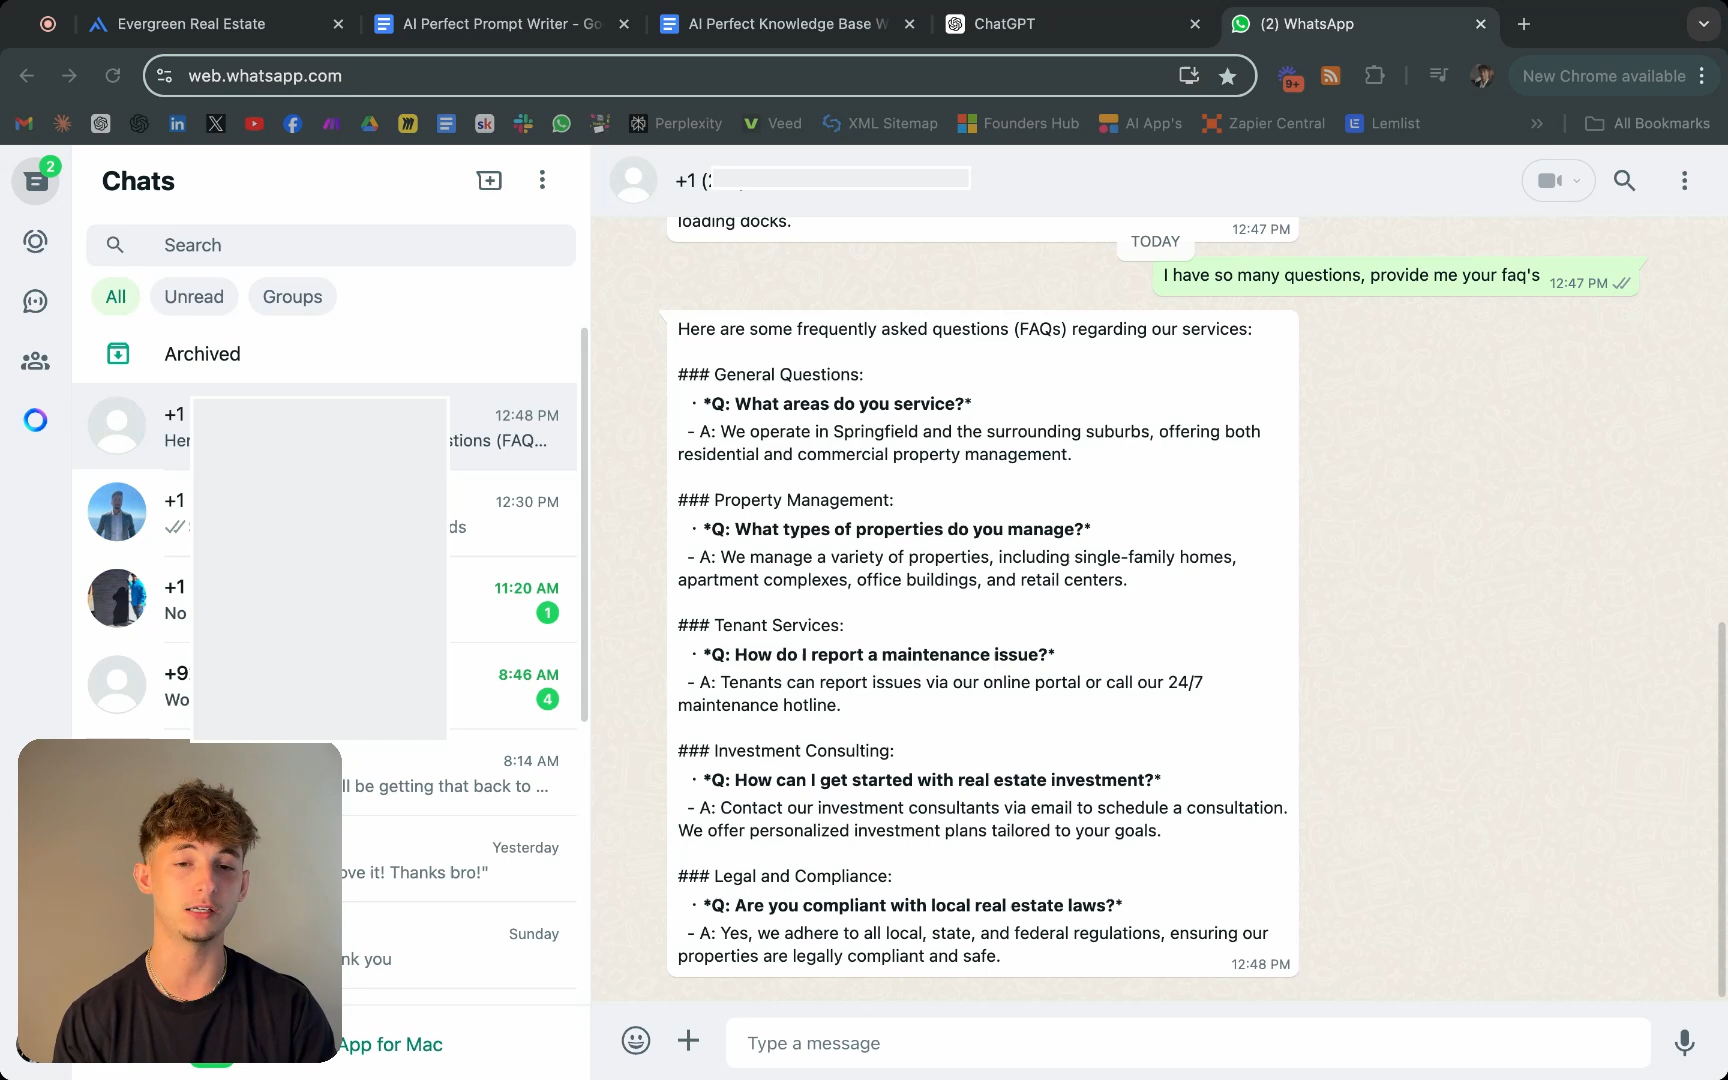 Evergreen Real Estate
AI Perfect Prompt Writer - Go
AI Perfect Knowledge Base W
ChatGPT
(2) WhatsApp
web.whatsapp.com
9+
New Chrome available
Perplexity
Veed
XML Sitemap
Founders Hub
AI App's
Zapier Central
Lemlist
All Bookmarks
2
Chats
Search
All
Unread
Groups
Archived
+1
12:48 PM
Her
stions (FAQ...
+1
12:30 PM
ds
+1
11:20 AM
No
1
+9
8:46 AM
Wo
4
8:14 AM
ll be getting that back to ...
Yesterday
ove it! Thanks bro!"
Sunday
nk you
App for Mac
+1 (
loading docks.
12:47 PM
TODAY
I have so many questions, provide me your faq's
12:47 PM
Here are some frequently asked questions (FAQs) regarding our services:
### General Questions:
· *Q: What areas do you service?*
- A: We operate in Springfield and the surrounding suburbs, offering both
residential and commercial property management.
### Property Management:
· *Q: What types of properties do you manage?*
- A: We manage a variety of properties, including single-family homes,
apartment complexes, office buildings, and retail centers.
### Tenant Services:
· *Q: How do I report a maintenance issue?*
- A: Tenants can report issues via our online portal or call our 24/7
maintenance hotline.
### Investment Consulting:
· *Q: How can I get started with real estate investment?*
- A: Contact our investment consultants via email to schedule a consultation.
We offer personalized investment plans tailored to your goals.
### Legal and Compliance:
· *Q: Are you compliant with local real estate laws?*
- A: Yes, we adhere to all local, state, and federal regulations, ensuring our
properties are legally compliant and safe.
12:48 PM
Type a message